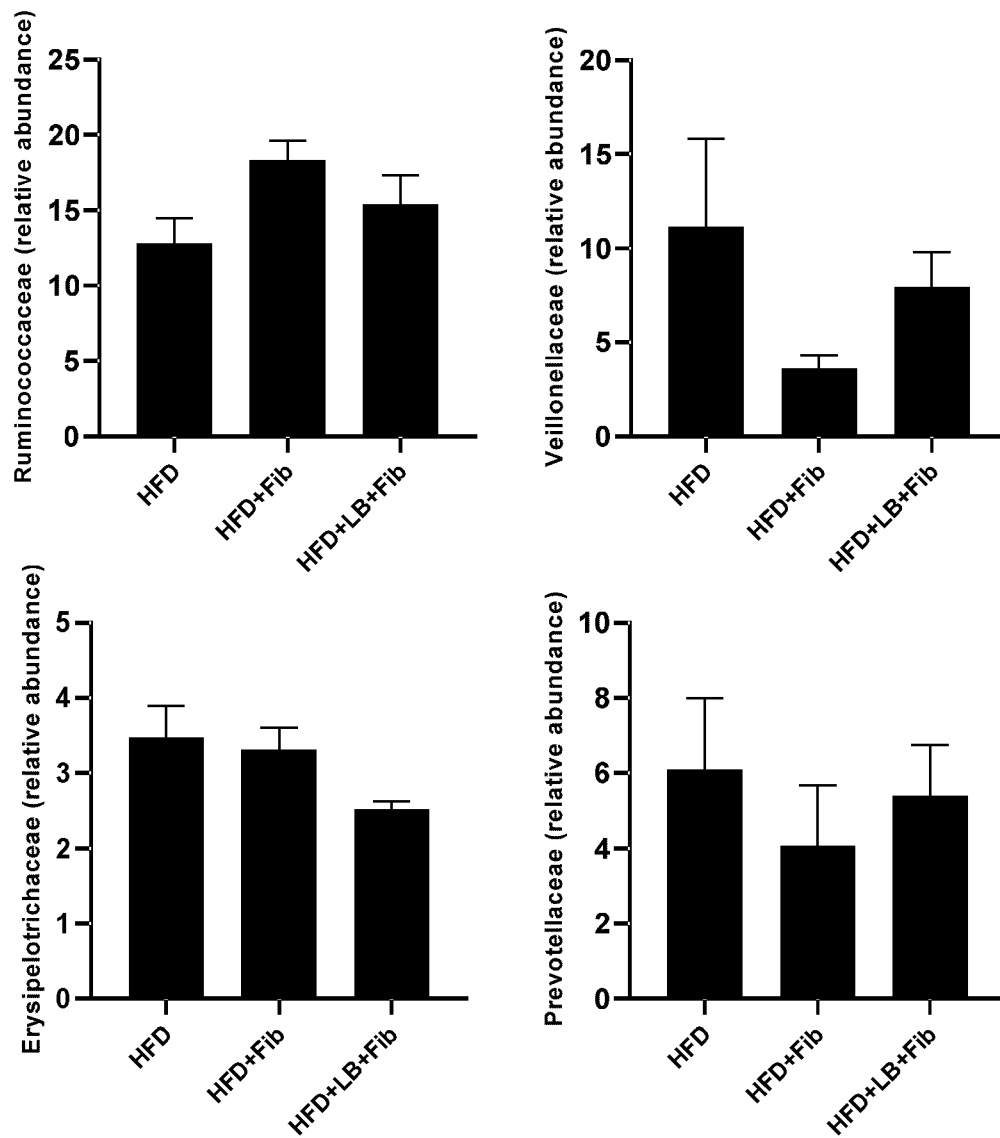 Ruminococcaceae (relative abundance)
25
20
15
10
5
0
HFD
HFD+Fib
HFD+LB+Fib
Veillonellaceae (relative abundance)
20
15
10
5
0
HFD
HFD+Fib
HFD+LB+Fib
Erysipelotrichaceae (relative abundance)
5
4
3
2
1
0
HFD
HFD+Fib
HFD+LB+Fib
Prevotellaceae (relative abundance)
10
8
6
4
2
0
HFD
HFD+Fib
HFD+LB+Fib